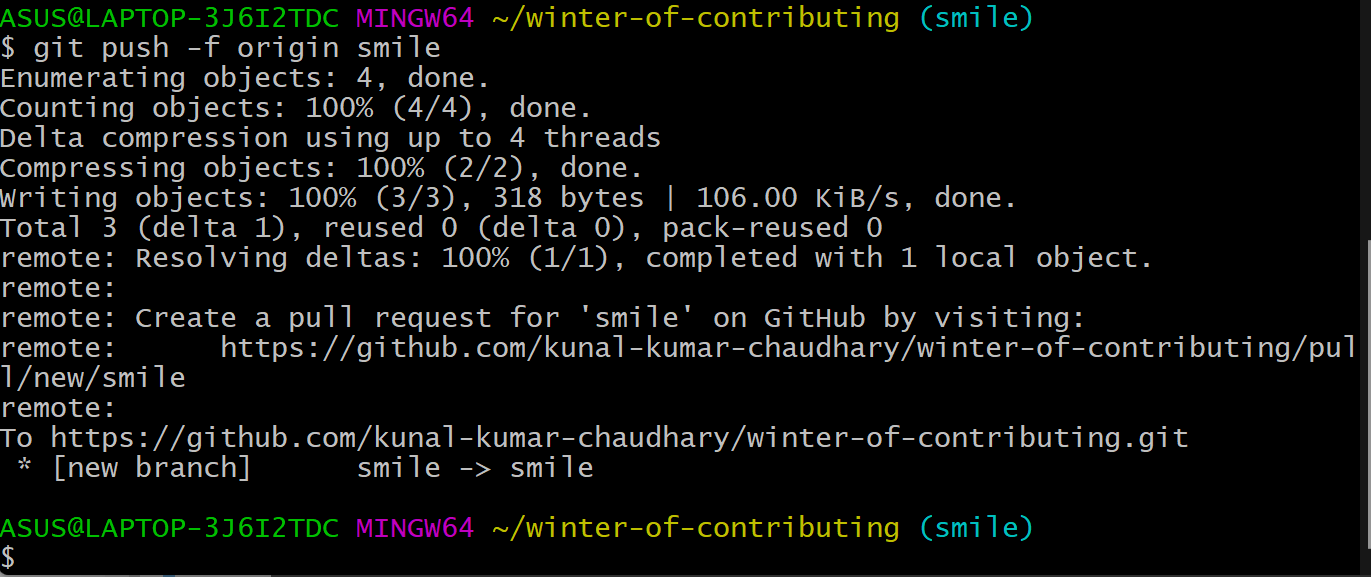 ASUS@LAPTOP-3J6I2TDC MINGW64 ~/winter-of-contributing (smile)
$ git push -f origin smile
Enumerating objects: 4, done.
Counting objects: 100% (4/4), done.
Delta compression using up to 4 threads
Compressing objects: 100% (2/2), done.
Writing objects: 100% (3/3), 318 bytes | 106.00 KiB/s, done.
Total 3 (delta 1), reused 0 (delta 0), pack-reused 0
remote: Resolving deltas: 100% (1/1), completed with 1 local object.
remote:
remote: Create a pull request for 'smile' on GitHub by visiting:
remote:      https://github.com/kunal-kumar-chaudhary/winter-of-contributing/pul
l/new/smile
remote:
To https://github.com/kunal-kumar-chaudhary/winter-of-contributing.git
 * [new branch]      smile -> smile
ASUS@LAPTOP-3J6I2TDC MINGW64 ~/winter-of-contributing (smile)
$